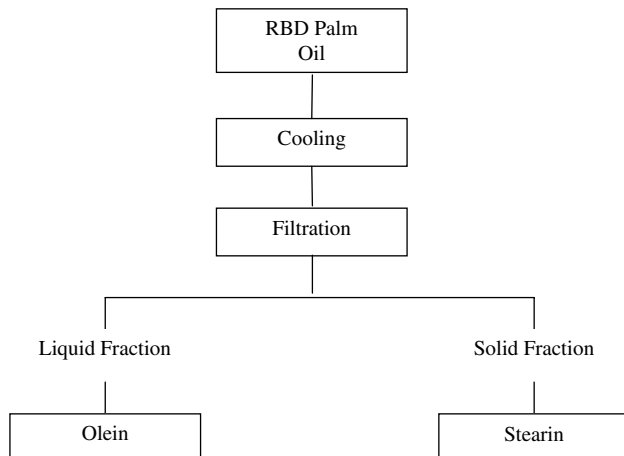 RBD Palm
Oil
Cooling
Filtration
Liquid Fraction
Solid Fraction
Olein
Stearin